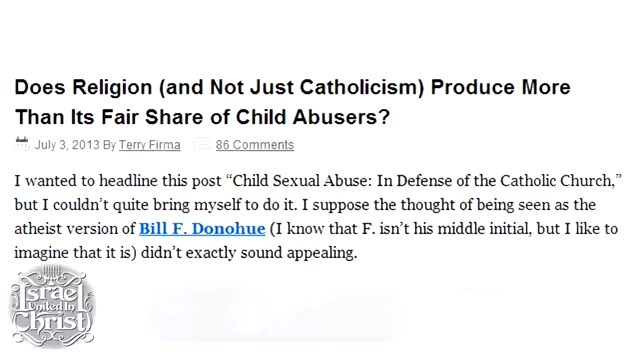 Does Religion (and Not Just Catholicism) Produce More
Than Its Fair Share of Child Abusers?
July 3, 2013 By Terry Firma 86 Comments
I wanted to headline this post “Child Sexual Abuse: In Defense of the Catholic Church,”
but I couldn’t quite bring myself to do it. I suppose the thought of being seen as the
atheist version of Bill F. Donohue (I know that F. isn’t his middle initial, but I like to
imagine that it is) didn’t exactly sound appealing.
Israel
United In
Christ